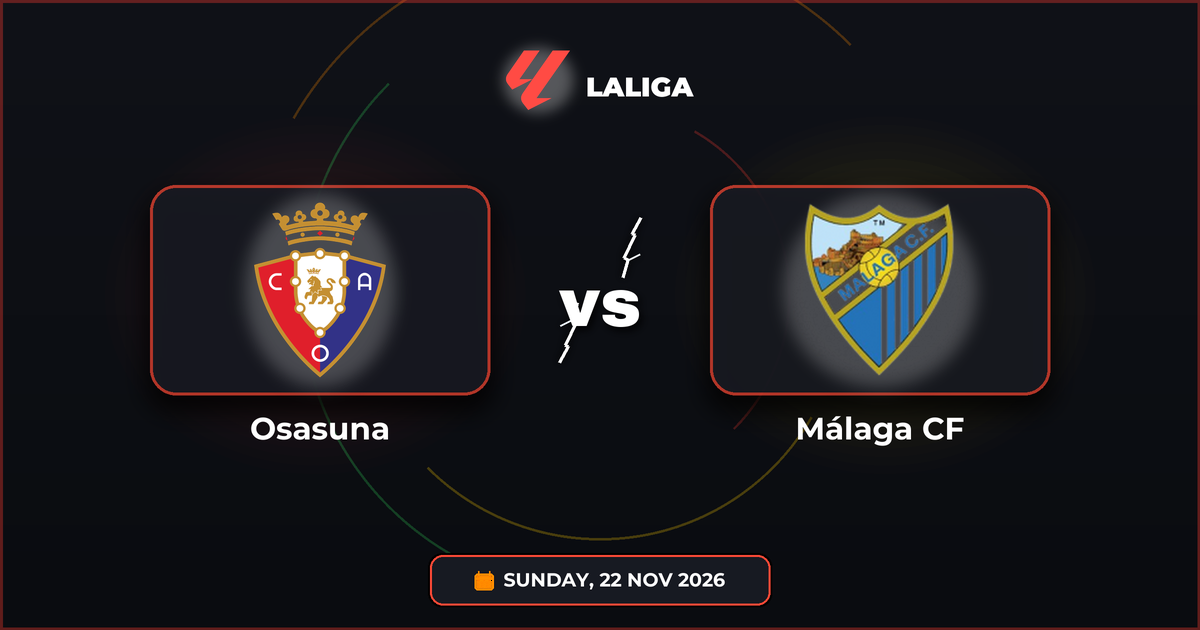 LALIGA
C A
O
TM
MALAGA C.F.
VS
Osasuna
Málaga CF
SUNDAY, 22 NOV 2026